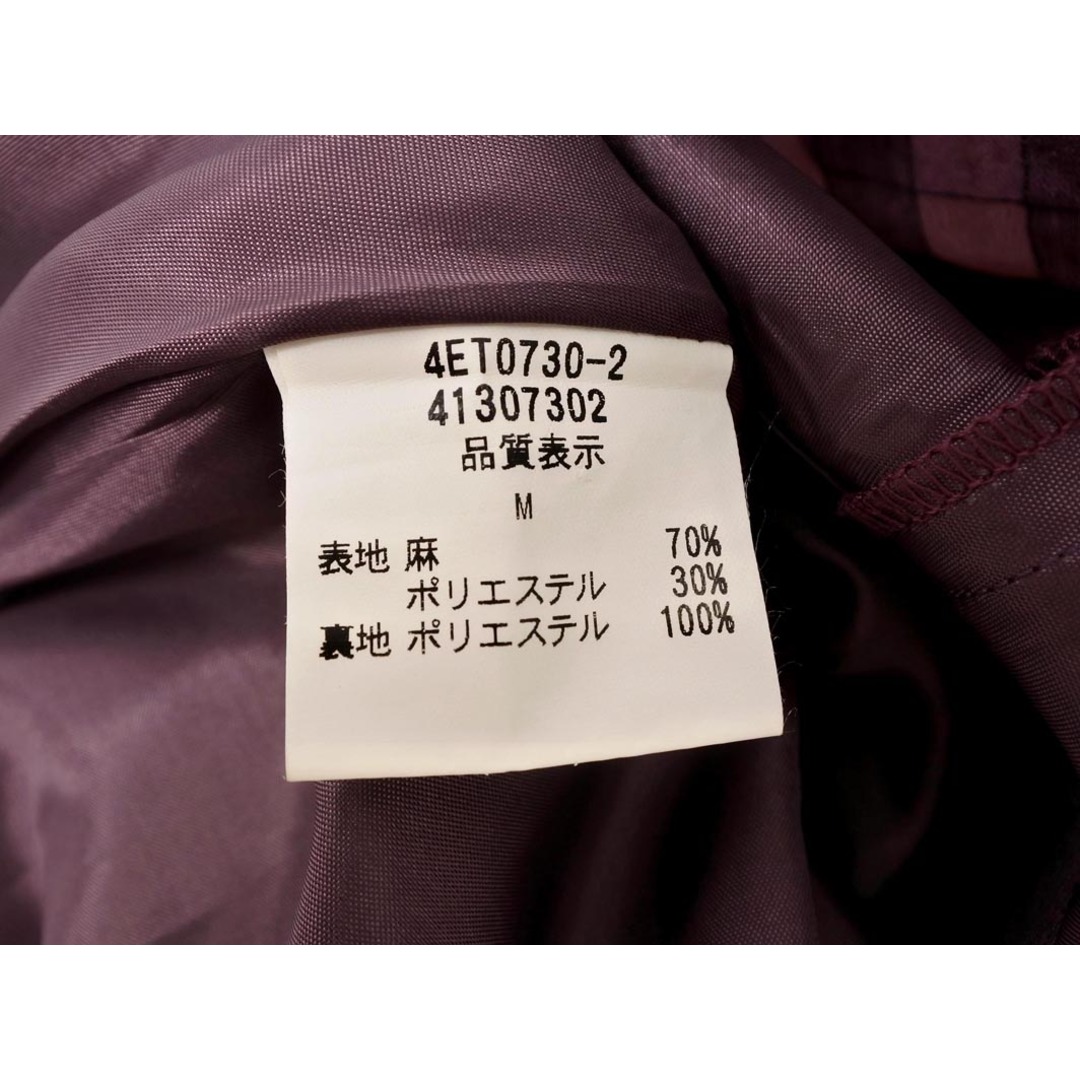 4ET0730-2
41307302
品質表示
M
表地 麻 70%
ポリエステル 30%
裏地 ポリエステル 100%